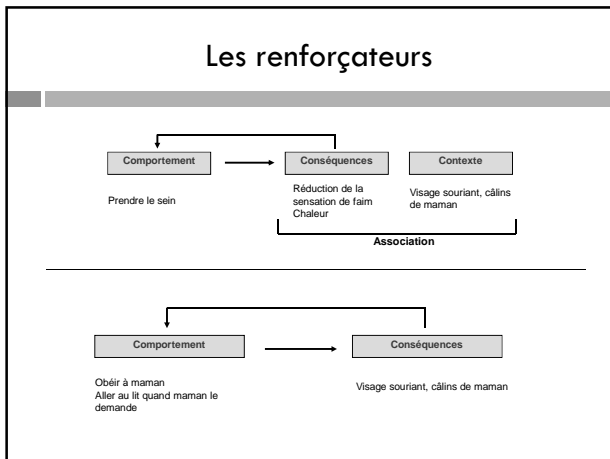 Les renforçateurs
Comportement
Conséquences
Contexte
Prendre le sein
Réduction de la
sensation de faim
Chaleur
Visage souriant, câlins
de maman
Association
Comportement
Conséquences
Obéir à maman
Aller au lit quand maman le
demande
Visage souriant, câlins de maman